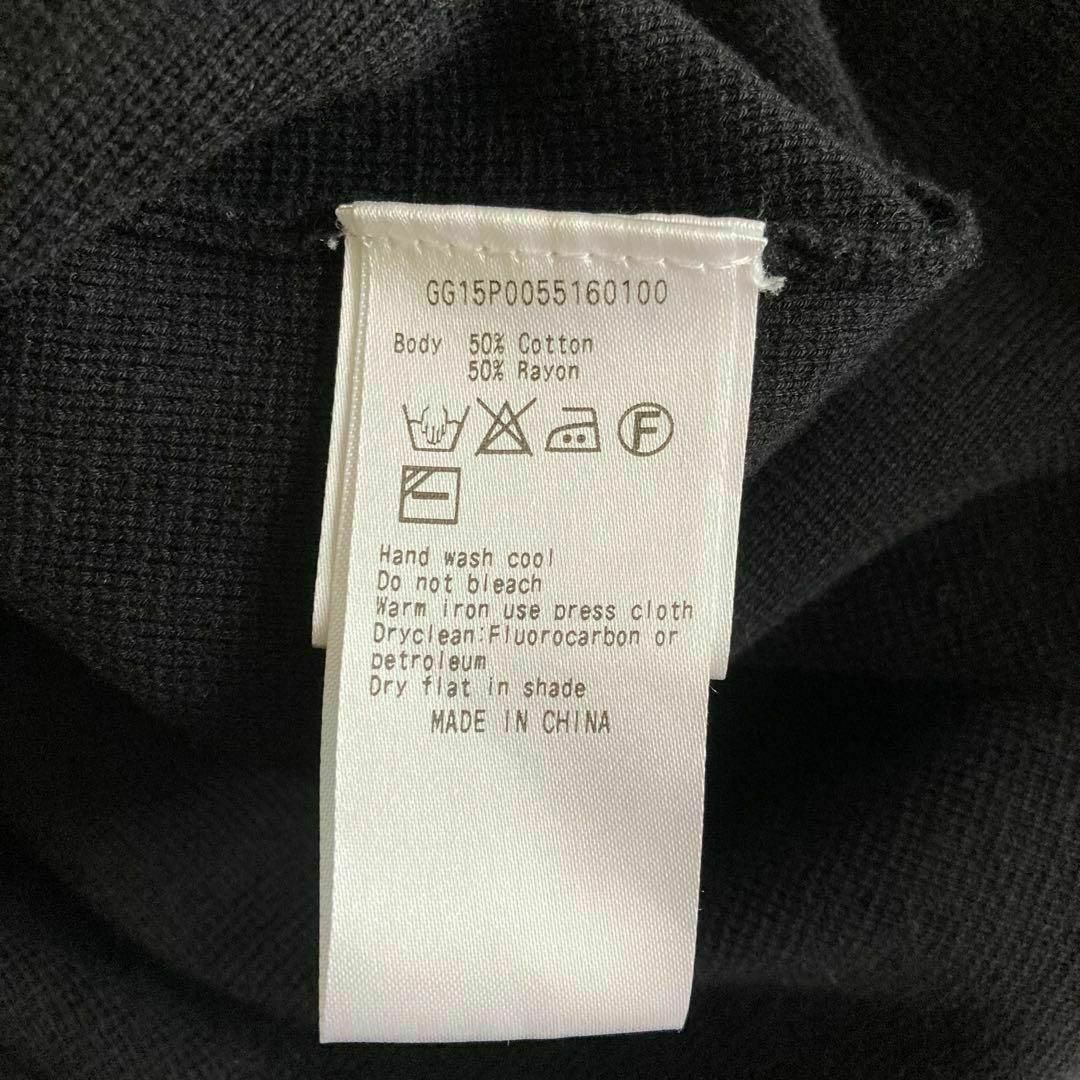 GG15P0055160100
Body 50% Cotton
50% Rayon
F
Hand wash cool
Do not bleach
Warm iron use press cloth
Dryclean:Fluorocarbon or
petroleum
Dry flat in shade
MADE IN CHINA